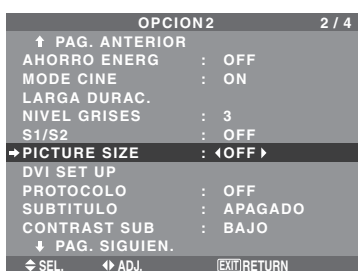 OPCION2 2/4
↑ PAG. ANTERIOR
AHORRO ENERG : OFF
MODE CINE : ON
LARGA DURAC.
NIVEL GRISES : 3
S1/S2 : OFF
→PICTURE SIZE : ◀OFF▶
DVI SET UP
PROTOCOLO : OFF
SUBTITULO : APAGADO
CONTRAST SUB : BAJO
↓ PAG. SIGUIEN.
SEL. ADJ. EXIT RETURN